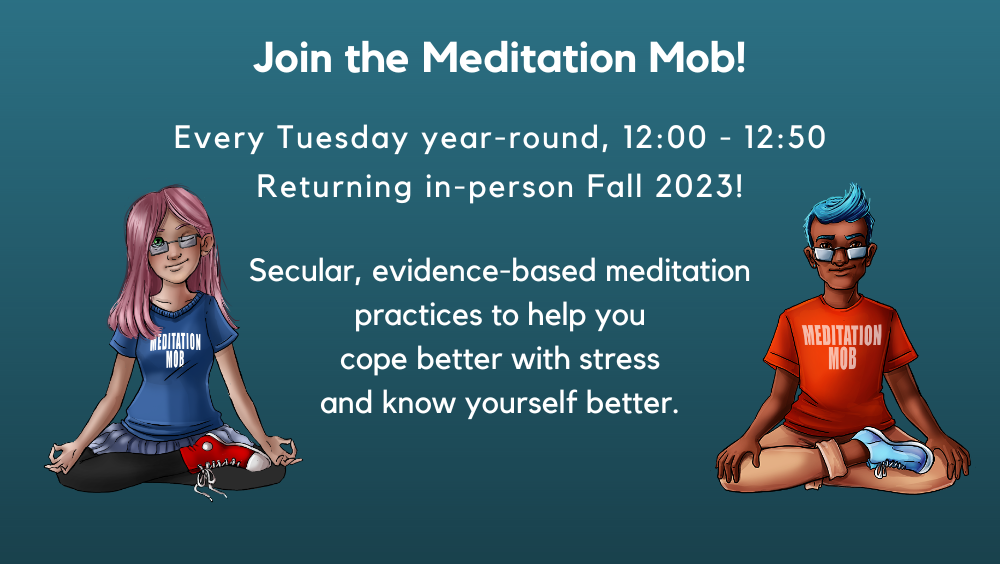 Join the Meditation Mob!
Every Tuesday year-round, 12:00 - 12:50
Returning in-person Fall 2023!
Secular, evidence-based meditation
practices to help you
cope better with stress
and know yourself better.
MEDITATION
MOB
MEDITATION
MOB